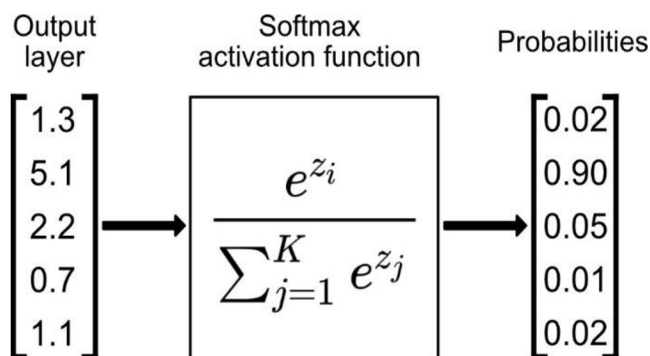 Output
layer
Softmax
activation function
Probabilities
1.3
5.1
2.2
0.7
1.1
e^{z_i}
∑_{j=1}^{K} e^{z_j}
0.02
0.90
0.05
0.01
0.02